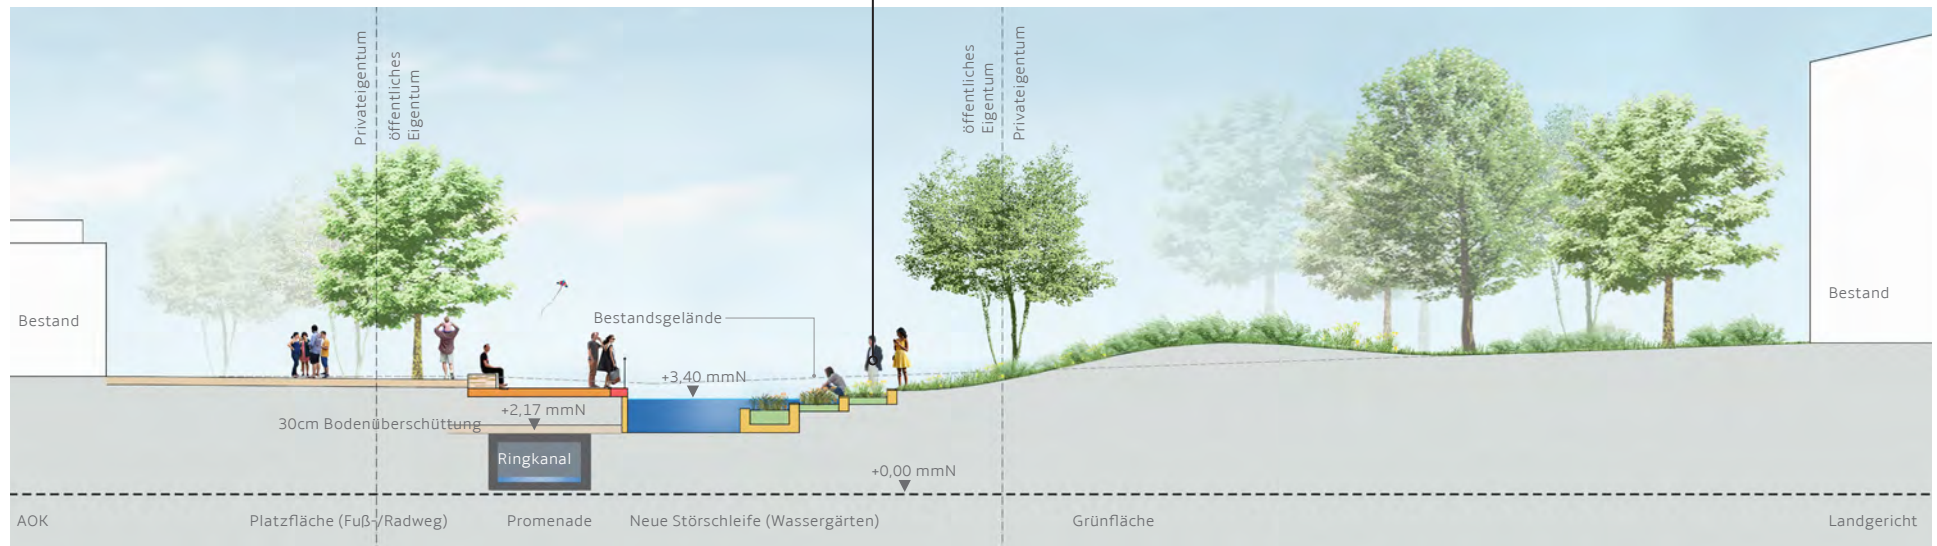 Privateigentum
öffentliches
Eigentum
öffentliches
Eigentum
Privateigentum
Bestand
Bestandsgelände
Bestand
+3,40 mmN
+2,17 mmN
30cm Bodenüberschüttung
Ringkanal
+0,00 mmN
AOK
Platzfläche (Fuß-/Radweg)
Promenade
Neue Störschleife (Wassergärten)
Grünfläche
Landgericht